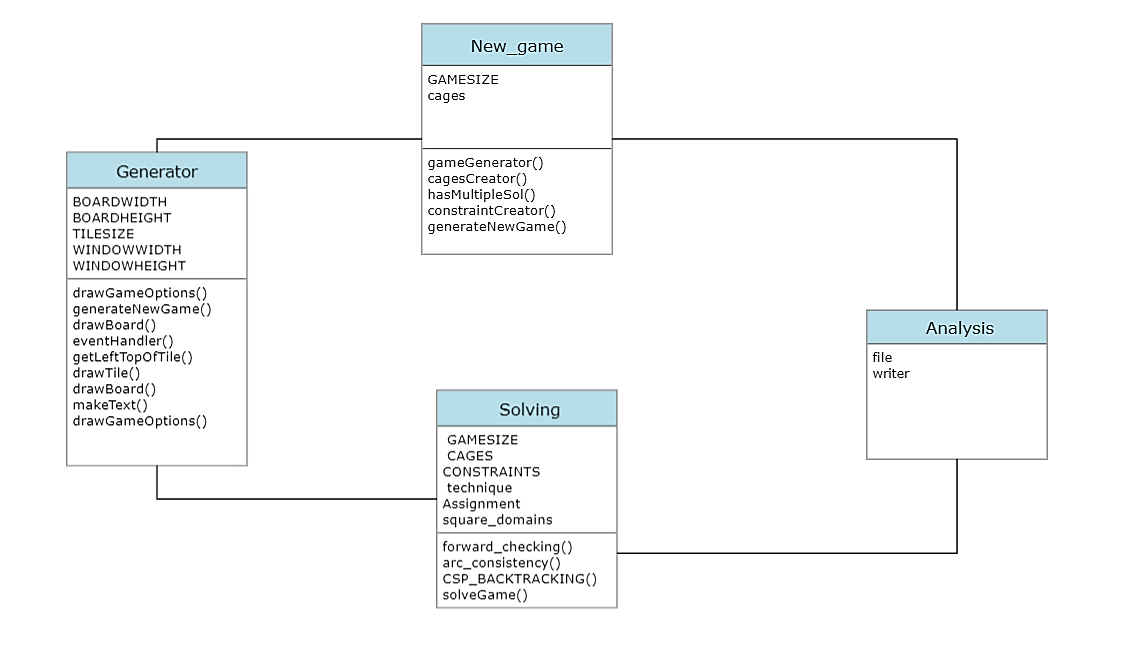 New_game
GAMESIZE
cages
gameGenerator()
cagesCreator()
hasMultipleSol()
constraintCreator()
generateNewGame()
Generator
BOARDWIDTH
BOARDHEIGHT
TILESIZE
WINDOWWIDTH
WINDOWHEIGHT
drawGameOptions()
generateNewGame()
drawBoard()
eventHandler()
getLeftTopOfTile()
drawTile()
drawBoard()
makeText()
drawGameOptions()
Analysis
file
writer
Solving
GAMESIZE
CAGES
CONSTRAINTS
technique
Assignment
square_domains
forward_checking()
arc_consistency()
CSP_BACKTRACKING()
solveGame()